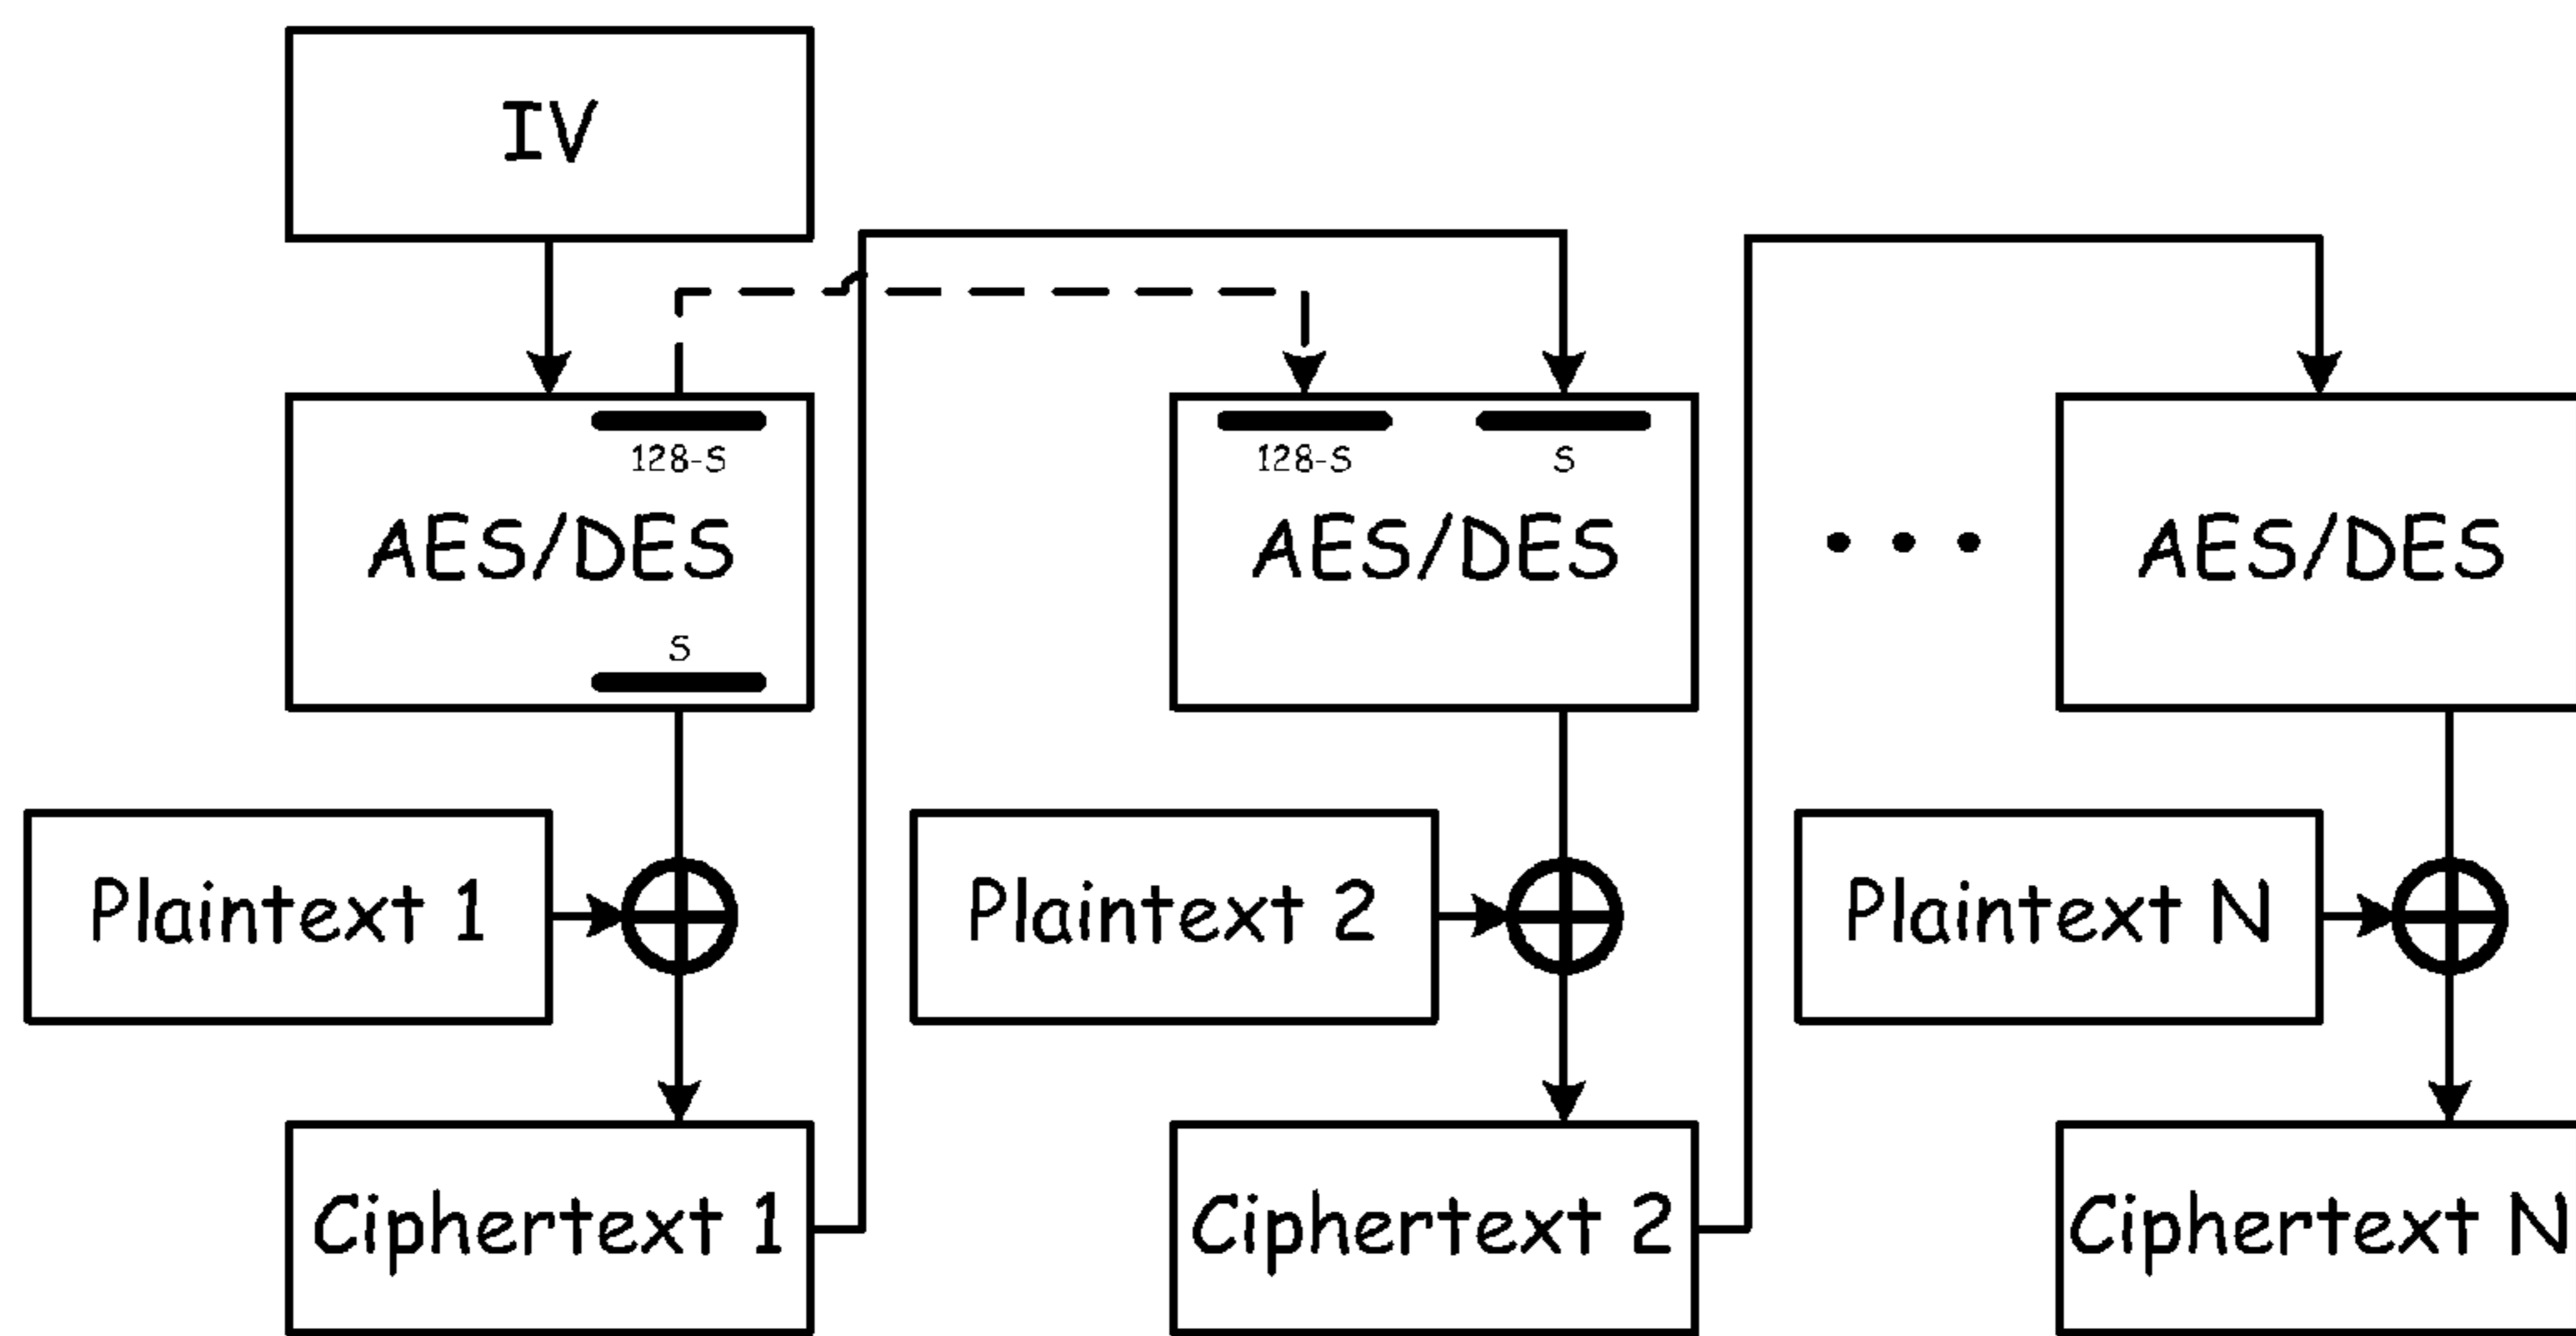 IV
128-S
128-S
S
AES/DES
AES/DES
AES/DES
S
Plaintext 1
Plaintext 2
Plaintext N
Ciphertext 1
Ciphertext 2
Ciphertext N